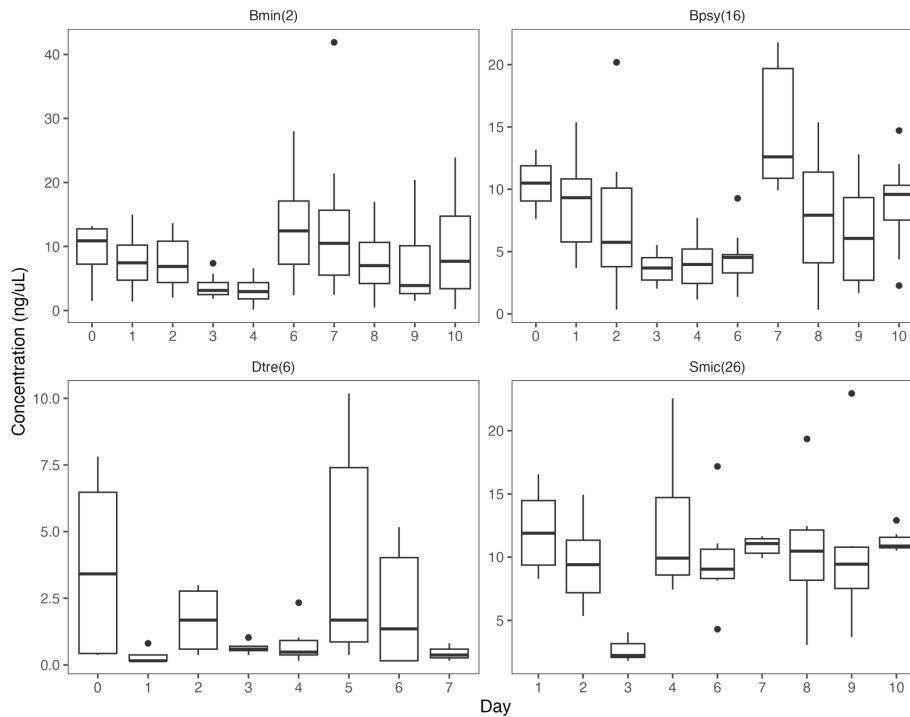 Bmin(2)
Bpsy(16)
40
30
20
10
0
0 1 2 3 4 6 7 8 9 10
20
15
10
5
0
0 1 2 3 4 6 7 8 9 10
Concentration (ng/uL)
Dtre(6)
Smic(26)
10.0
7.5
5.0
2.5
0.0
0 1 2 3 4 5 6 7
20
15
10
5
1 2 3 4 6 7 8 9 10
Day